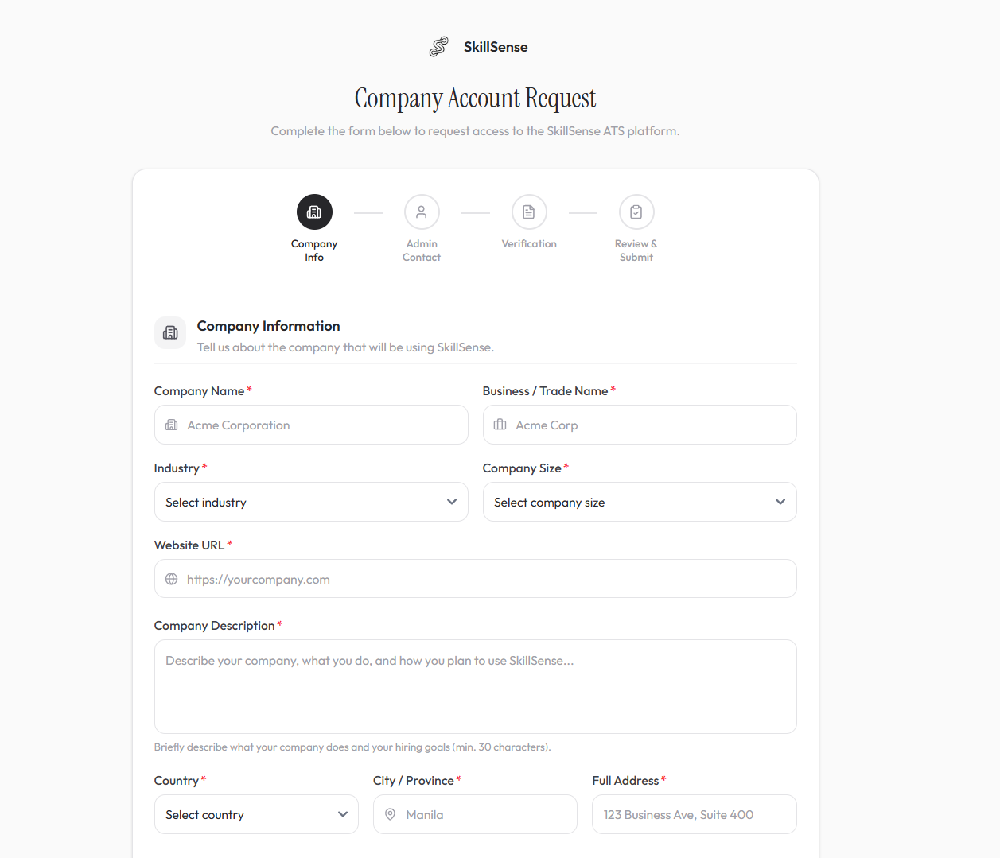 SkillSense
Company Account Request
Complete the form below to request access to the SkillSense ATS platform.
Company
Info
Admin
Contact
Verification
Review &
Submit
Company Information
Tell us about the company that will be using SkillSense.
Company Name *
Business / Trade Name *
Acme Corporation
Acme Corp
Industry *
Company Size *
Select industry
Select company size
Website URL *
https://yourcompany.com
Company Description *
Describe your company, what you do, and how you plan to use SkillSense...
Briefly describe what your company does and your hiring goals (min. 30 characters).
Country *
City / Province *
Full Address *
Select country
Manila
123 Business Ave, Suite 400